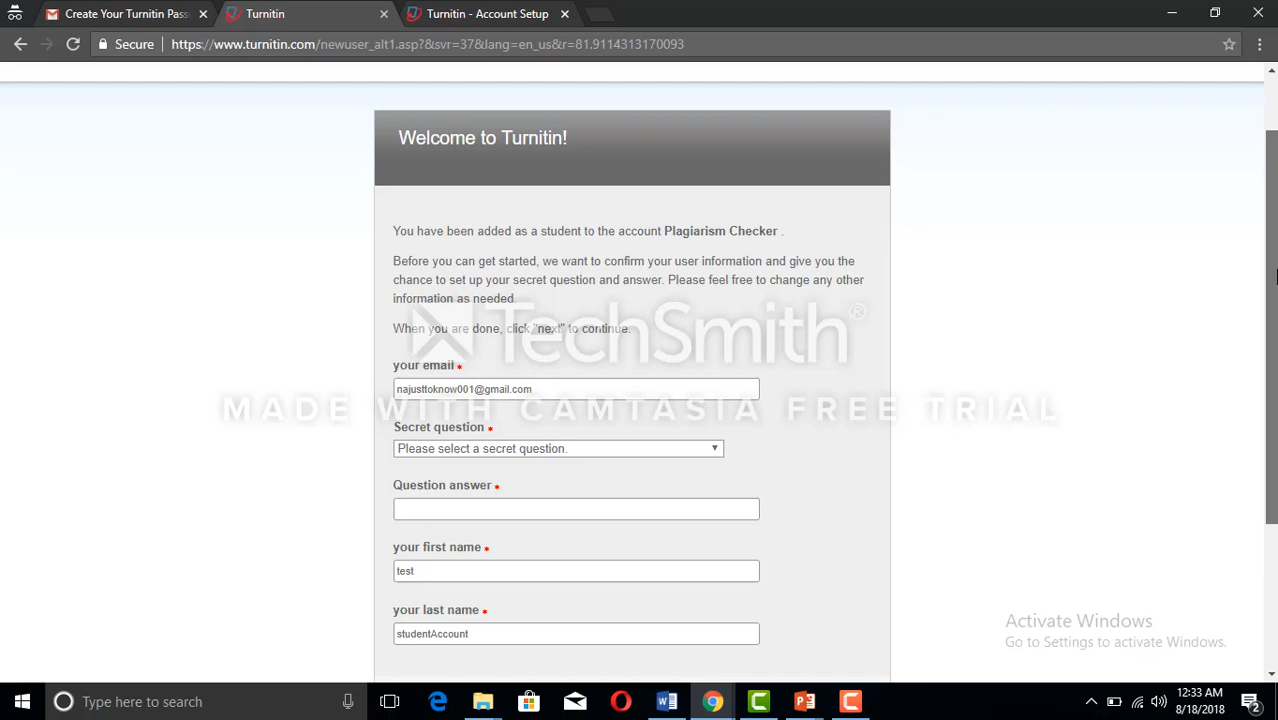 Create Your Turnitin Pass
Turnitin
Turnitin - Account Setup
Secure
https://www.turnitin.com/newuser_alt1.asp?&svr=37&lang=en_us&r=81.9114313170093
Welcome to Turnitin!
You have been added as a student to the account Plagiarism Checker .
Before you can get started, we want to confirm your user information and give you the
chance to set up your secret question and answer. Please feel free to change any other
information as needed.
When you are done, click "next" to continue.
TechSmith®
your email *
najusttoknow001@gmail.com
MADE WITH CAMTASIA FREE TRIAL
Secret question *
Please select a secret question.
Question answer *
your first name *
test
your last name *
studentAccount
Activate Windows
Go to Settings to activate Windows.
Type here to search
12:33 AM
8/18/2018
2